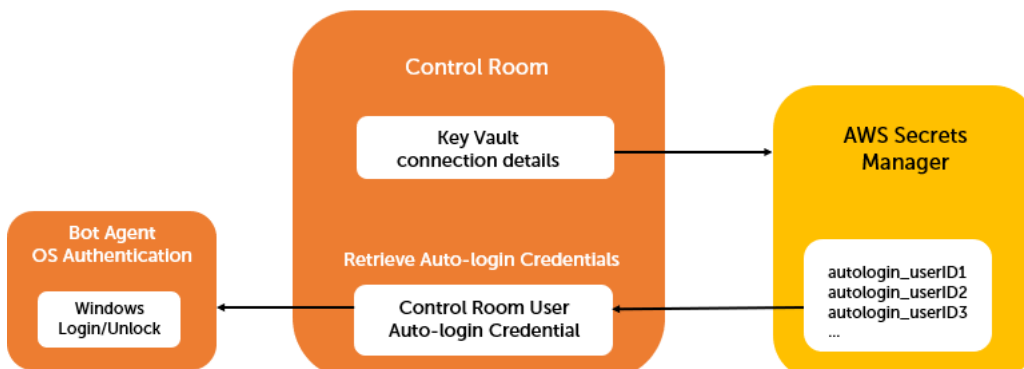 Control Room
Key Vault
connection details
AWS Secrets
Manager
Bot Agent
OS Authentication
Windows
Login/Unlock
Retrieve Auto-login Credentials
Control Room User
Auto-login Credential
autologin_userID1
autologin_userID2
autologin_userID3
...